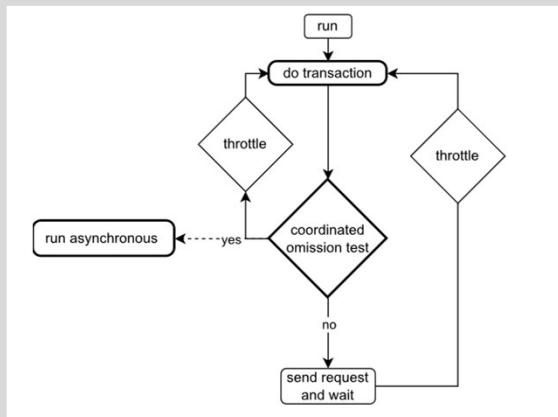 run
do transaction
throttle
throttle
run asynchronous
yes
coordinated
omission test
no
send request
and wait